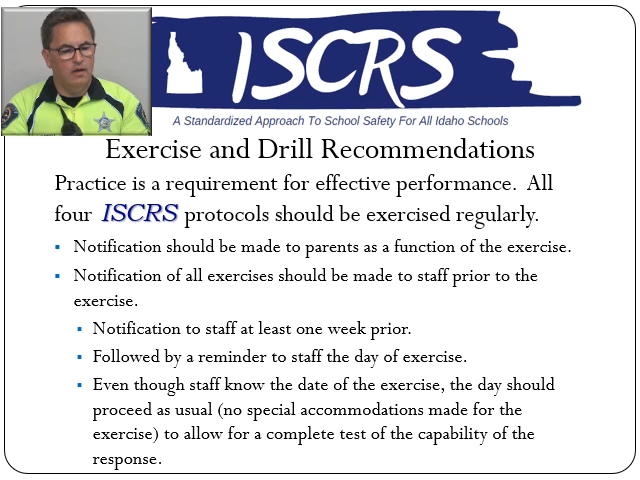 ISCRS
A Standardized Approach To School Safety For All Idaho Schools
Exercise and Drill Recommendations
Practice is a requirement for effective performance.  All
four ISCRS protocols should be exercised regularly.
▪ Notification should be made to parents as a function of the exercise.
▪ Notification of all exercises should be made to staff prior to the
exercise.
▪ Notification to staff at least one week prior.
▪ Followed by a reminder to staff the day of exercise.
▪ Even though staff know the date of the exercise, the day should
proceed as usual (no special accommodations made for the
exercise) to allow for a complete test of the capability of the
response.